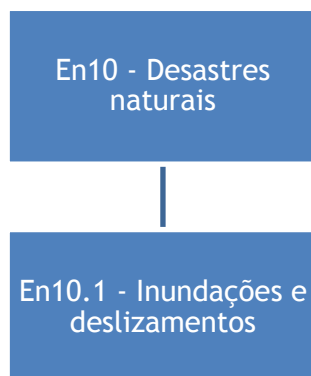 En10 - Desastres
naturais
En10.1 - Inundações e
deslizamentos